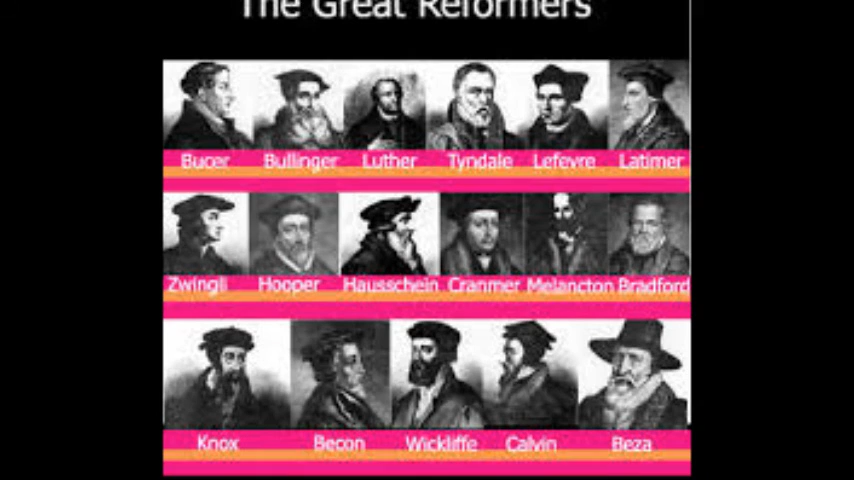 The Great Reformers
Bucer Bullinger Luther Tyndale Lefevre Latimer
Zwingli Hooper Hausschein Cranmer Melancton Bradford
Knox Becon Wickliffe Calvin Beza